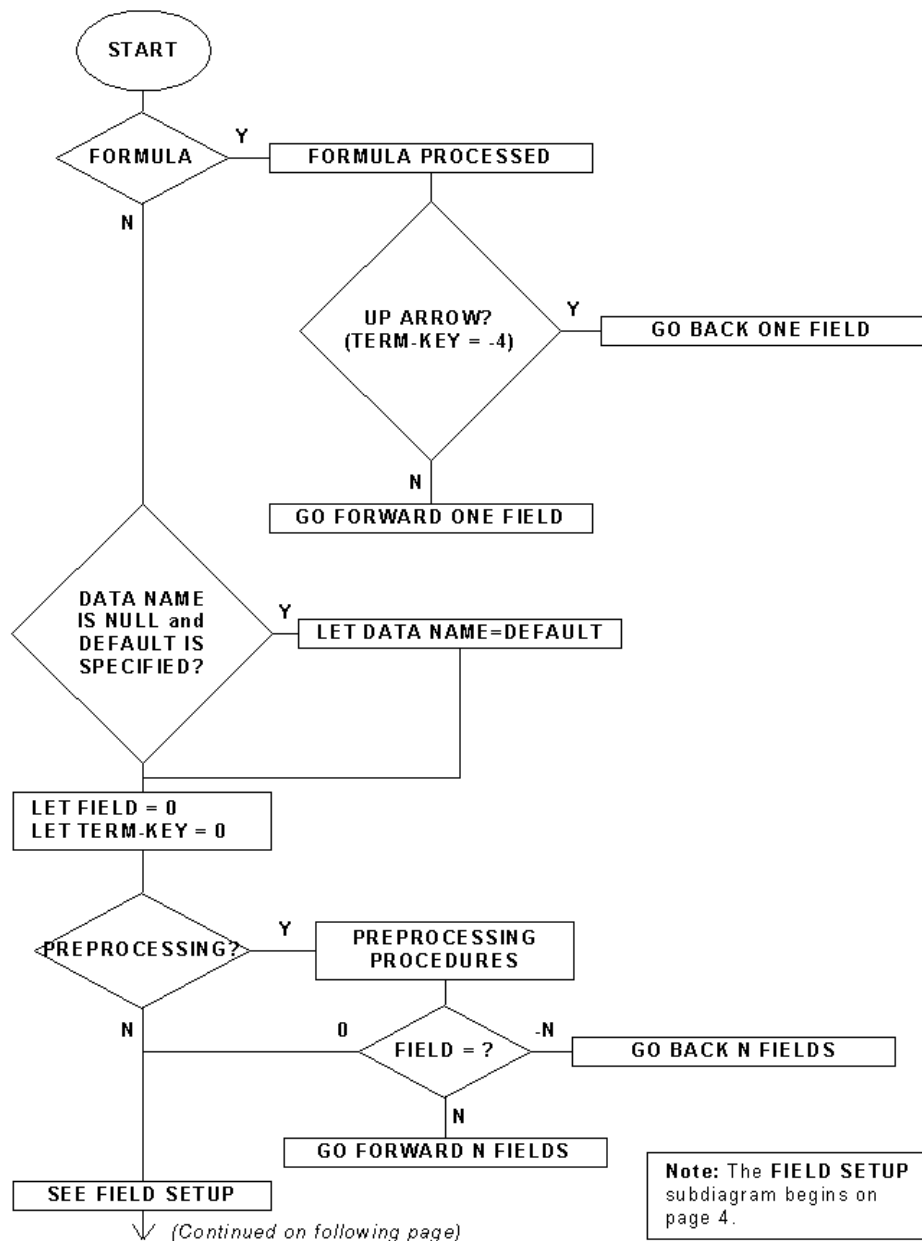 START
FORMULA
Y
FORMULA PROCESSED
N
UP ARROW?
(TERM-KEY = -4)
Y
GO BACK ONE FIELD
N
GO FORWARD ONE FIELD
DATA NAME
IS NULL and
DEFAULT IS
SPECIFIED?
Y
LET DATA NAME=DEFAULT
LET FIELD = 0
LET TERM-KEY = 0
PREPROCESSING?
Y
PREPROCESSING
PROCEDURES
N
0
FIELD = ?
-N
GO BACK N FIELDS
N
GO FORWARD N FIELDS
SEE FIELD SETUP
Note: The FIELD SETUP
subdiagram begins on
page 4.
(Continued on following page)